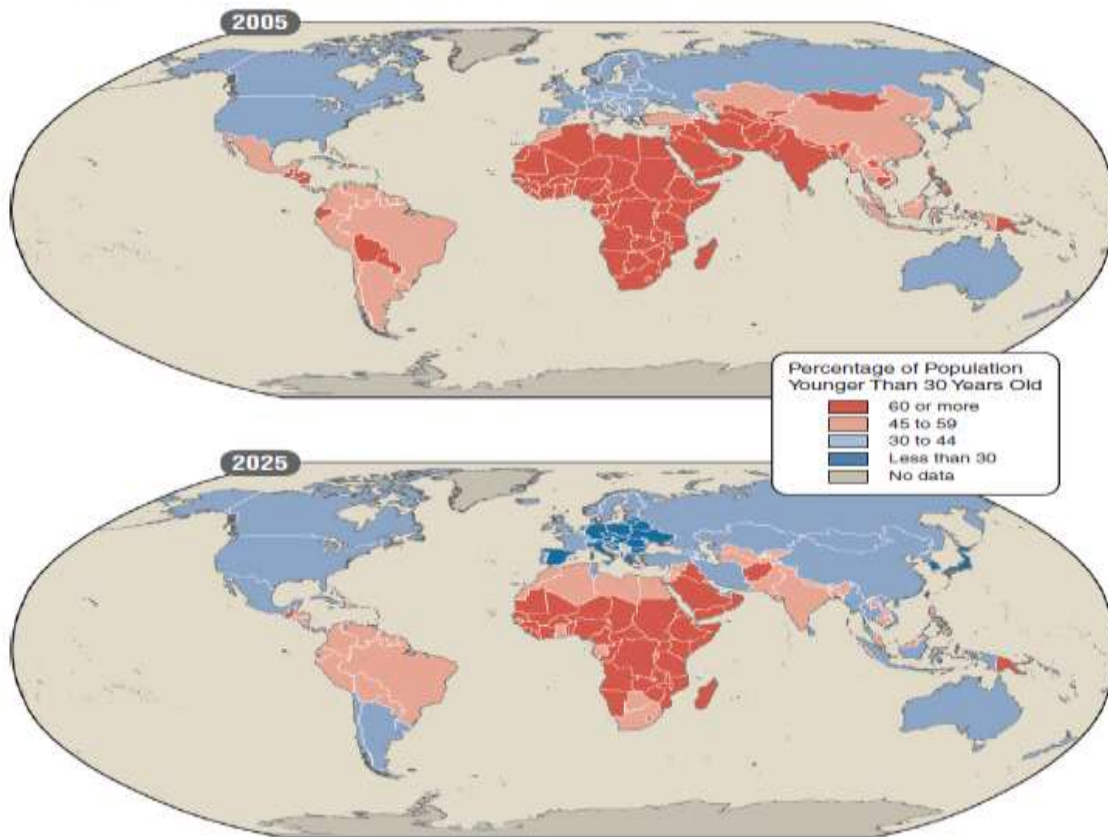 2005
Percentage of Population
Younger Than 30 Years Old
60 or more
45 to 59
30 to 44
Less than 30
No data
2025